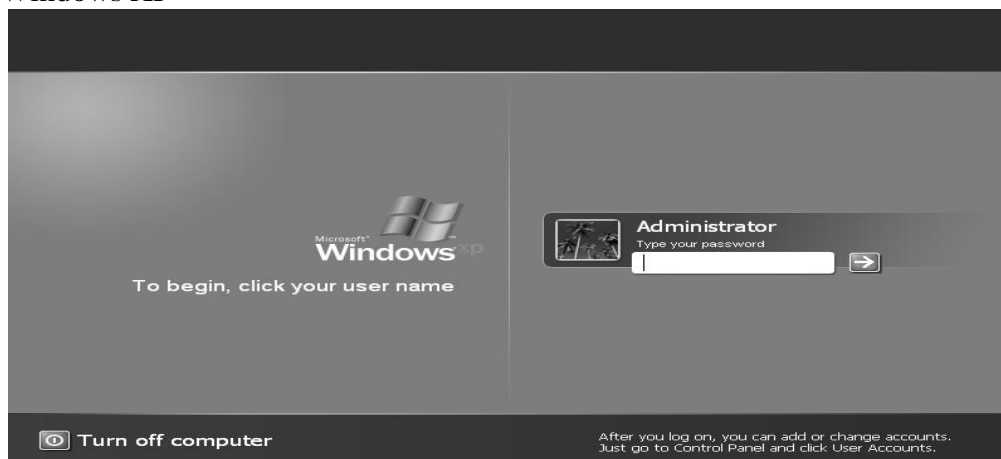 Windows XP
Microsoft
Windows xp
To begin, click your user name
Administrator
Type your password
Turn off computer
After you log on, you can add or change accounts.
Just go to Control Panel and click User Accounts.